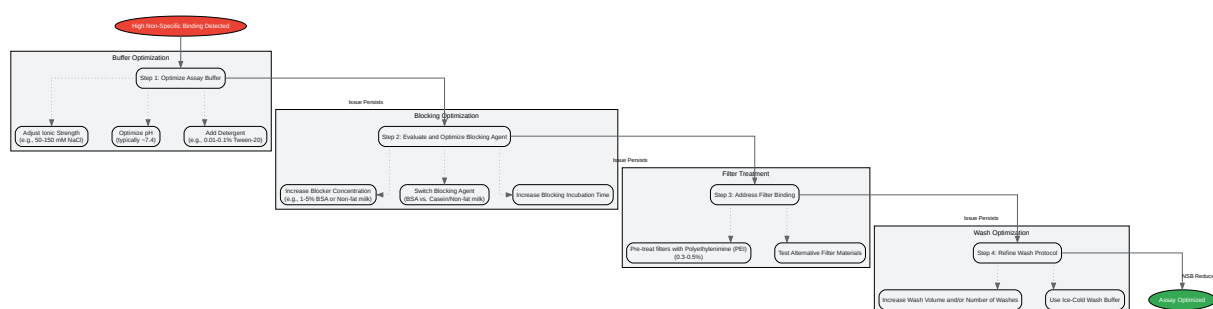 High Non-Specific Binding Detected
Buffer Optimization
Step 1: Optimize Assay Buffer
Adjust Ionic Strength
(e.g., 50-150 mM NaCl)
Optimize pH
(typically ~7.4)
Add Detergent
(e.g., 0.01-0.1% Tween-20)
Issue Persists
Blocking Optimization
Step 2: Evaluate and Optimize Blocking Agent
Increase Blocker Concentration
(e.g., 1-5% BSA or Non-fat milk)
Switch Blocking Agent
(BSA vs. Casein/Non-fat milk)
Increase Blocking Incubation Time
Issue Persists
Filter Treatment
Step 3: Address Filter Binding
Pre-treat filters with Polyethylenimine (PEI)
(0.3-0.5%)
Test Alternative Filter Materials
Issue Persists
Wash Optimization
Step 4: Refine Wash Protocol
Increase Wash Volume and/or Number of Washes
Use Ice-Cold Wash Buffer
NSB Reduce
Assay Optimized